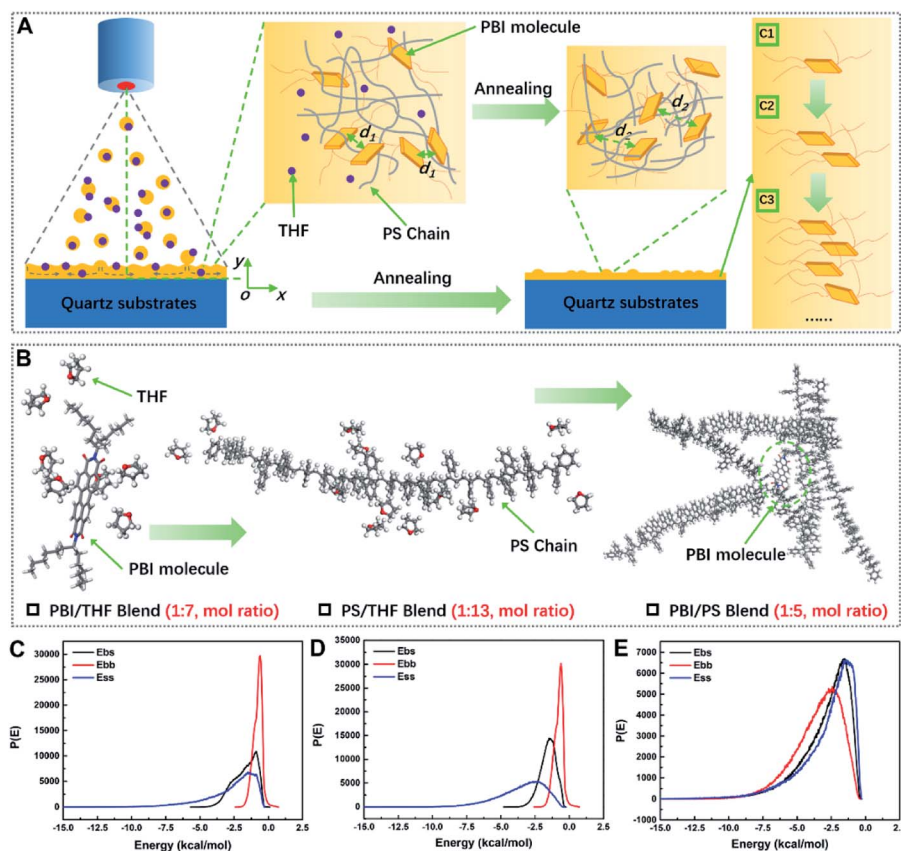 A
PBI molecule
Annealing
d₁
d₁
d₂
d₂
THF
PS Chain
y
o
x
Quartz substrates
Annealing
Quartz substrates
C1
C2
C3
......
B
THF
PBI molecule
PS Chain
PBI molecule
PBI/THF Blend (1:7, mol ratio)
PS/THF Blend (1:13, mol ratio)
PBI/PS Blend (1:5, mol ratio)
C
Ebs
Ebb
Ess
30000
25000
20000
15000
10000
5000
0
P(E)
-15.0 -12.5 -10.0 -7.5 -5.0 -2.5 0.0 2.5
Energy (kcal/mol)
D
Ebs
Ebb
Ess
35000
30000
25000
20000
15000
10000
5000
0
P(E)
-15.0 -12.5 -10.0 -7.5 -5.0 -2.5 0.0 2.5
Energy (kcal/mol)
E
Ebs
Ebb
Ess
7000
6000
5000
4000
3000
2000
1000
0
-1000
P(E)
-15.0 -12.5 -10.0 -7.5 -5.0 -2.5 0.0 2.5
Energy (kcal/mol)